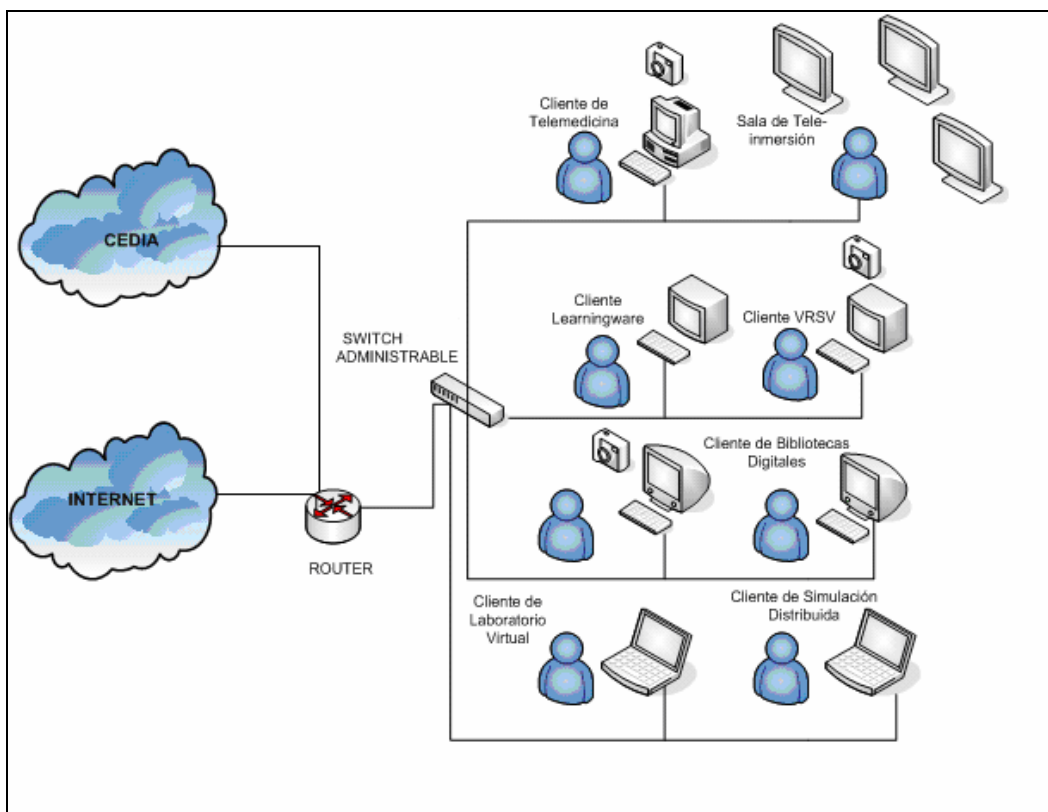 Cliente de
Telemedicina
Sala de Tele-
inmersión
CEDIA
Cliente
Learningware
Cliente VRSV
SWITCH
ADMINISTRABLE
Cliente de Bibliotecas
Digitales
INTERNET
ROUTER
Cliente de
Laboratorio
Virtual
Cliente de Simulación
Distribuida